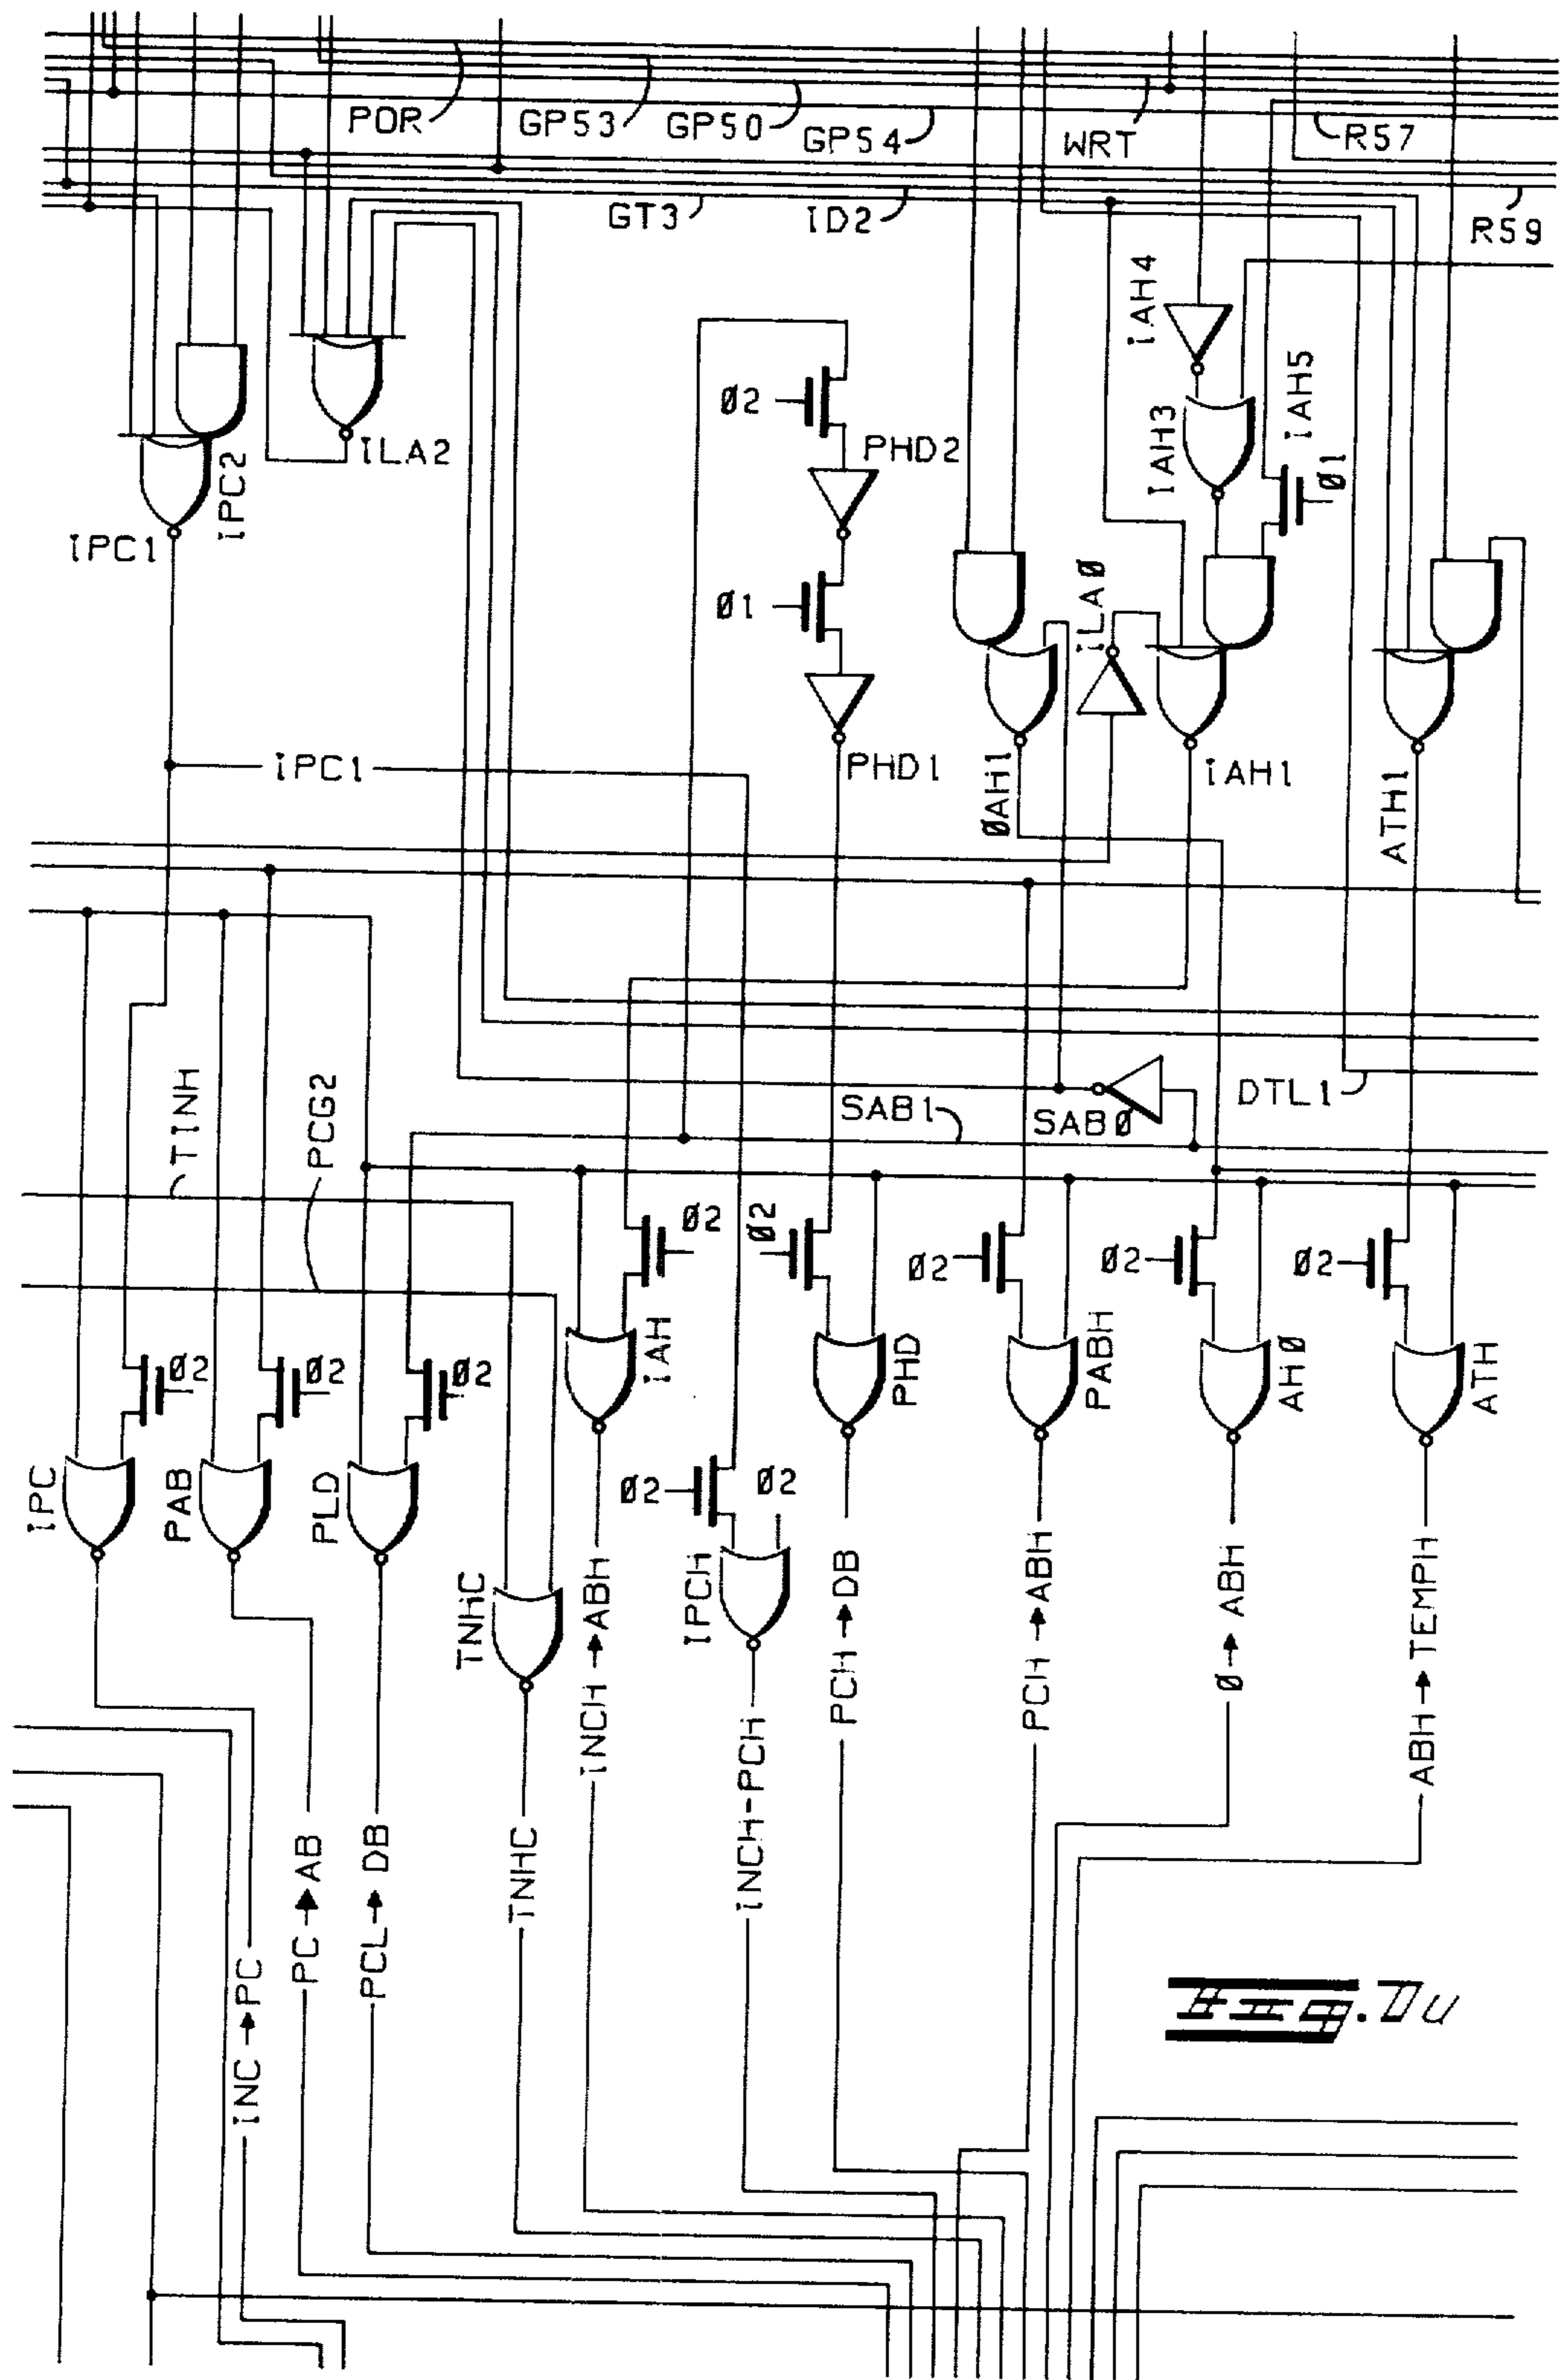 POR
GP53
GP50
GP54
WRT
R57
GT3
ID2
R59
IAH4
IAH5
IAH3
Ø2
PHD2
ILA2
IPC2
IPC1
Ø1
Ø1
ILAØ
IPC1
PHD1
ØAH1
IAH1
ATH1
TINH
PCG2
SAB1
SABØ
DTL1
Ø2
Ø2
Ø2
Ø2
Ø2
Ø2
Ø2
Ø2
IAH
PHD
PABH
AHØ
ATH
IPC
PAB
PLD
Ø2
Ø2
TNHC
IPCH
INCH→ABH
PCH→DB
PCH→ABH
Ø→ABH
ABH→TEMPH
INCH-PCH
TNHC
PC→AB
PCL→DB
INC→PC
Fig. 7u